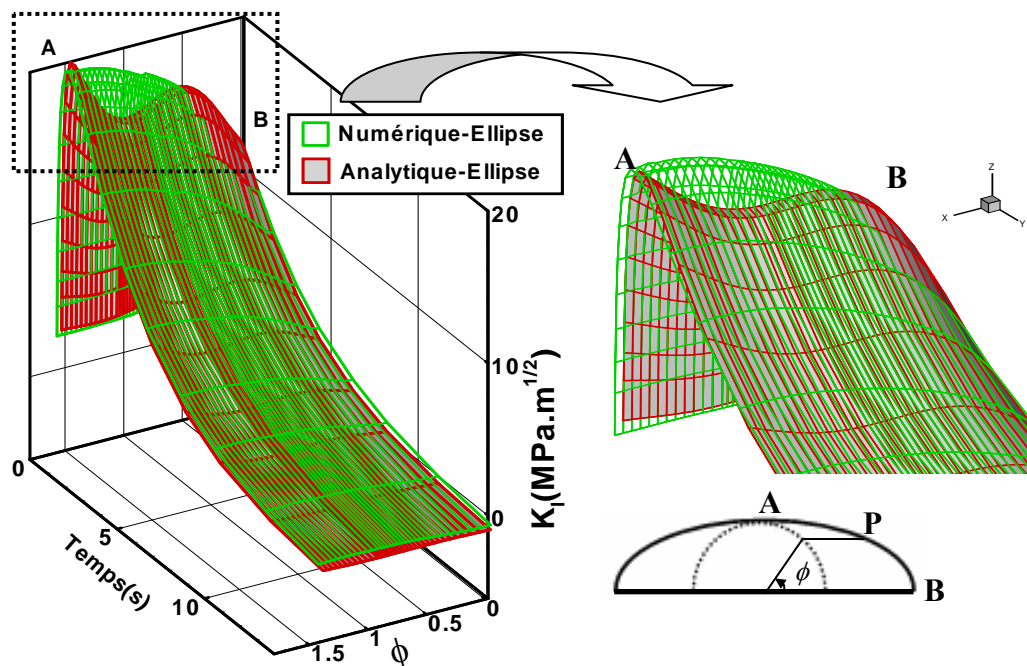 A
B
Numérique-Ellipse
Analytique-Ellipse
20
10
0
K_I(MPa.m^{1/2})
0
5
10
Temps(s)
1.5
1
0.5
0
ϕ
A
B
Z
X
Y
A
P
ϕ
B